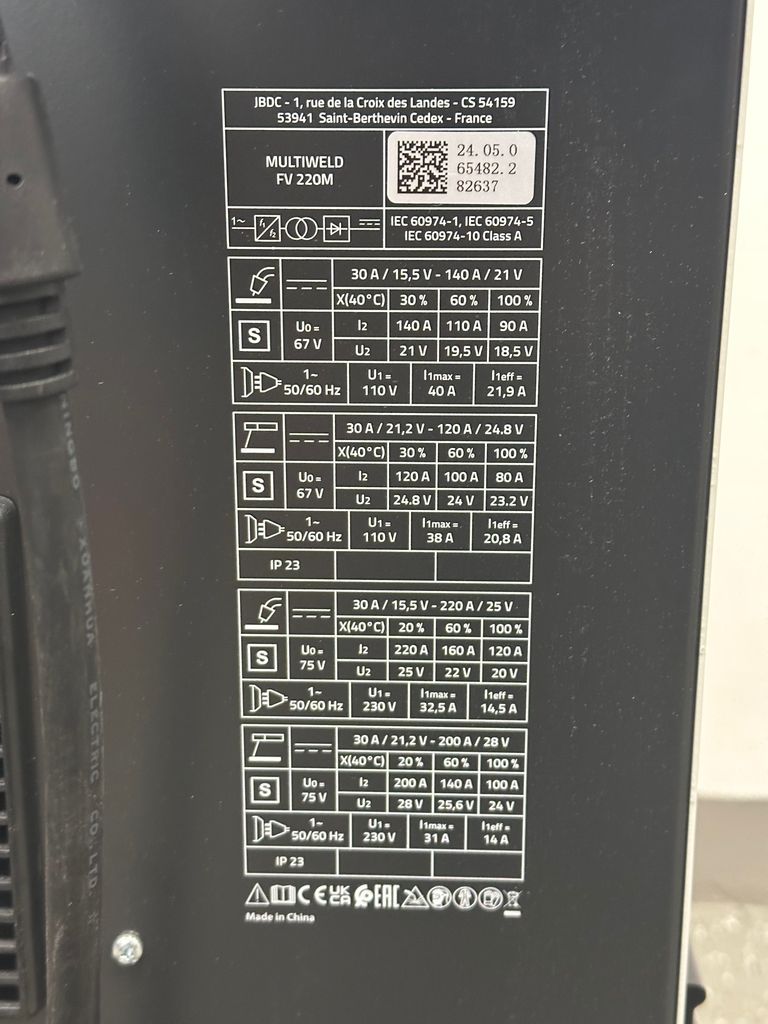 JBDC - 1, rue de la Croix des Landes - CS 54159
53941 Saint-Berthevin Cedex - France
MULTIWELD
FV 220M
24.05.0
65482.2
82637
1~ f1 f2
IEC 60974-1, IEC 60974-5
IEC 60974-10 Class A
30 A / 15,5 V - 140 A / 21 V
X(40°C) 30 % 60 % 100 %
S U0 = 67 V
I2 140 A 110 A 90 A
U2 21 V 19,5 V 18,5 V
1~ 50/60 Hz U1 = 110 V I1max = 40 A I1eff = 21,9 A
30 A / 21,2 V - 120 A / 24.8 V
X(40°C) 30 % 60 % 100 %
S U0 = 67 V
I2 120 A 100 A 80 A
U2 24.8 V 24 V 23.2 V
1~ 50/60 Hz U1 = 110 V I1max = 38 A I1eff = 20,8 A
IP 23
30 A / 15,5 V - 220 A / 25 V
X(40°C) 20 % 60 % 100 %
S U0 = 75 V
I2 220 A 160 A 120 A
U2 25 V 22 V 20 V
1~ 50/60 Hz U1 = 230 V I1max = 32,5 A I1eff = 14,5 A
30 A / 21,2 V - 200 A / 28 V
X(40°C) 20 % 60 % 100 %
S U0 = 75 V
I2 200 A 140 A 100 A
U2 28 V 25,6 V 24 V
1~ 50/60 Hz U1 = 230 V I1max = 31 A I1eff = 14 A
IP 23
CE UK CA EAC
Made in China
ELECTRIC CO.,LTD.